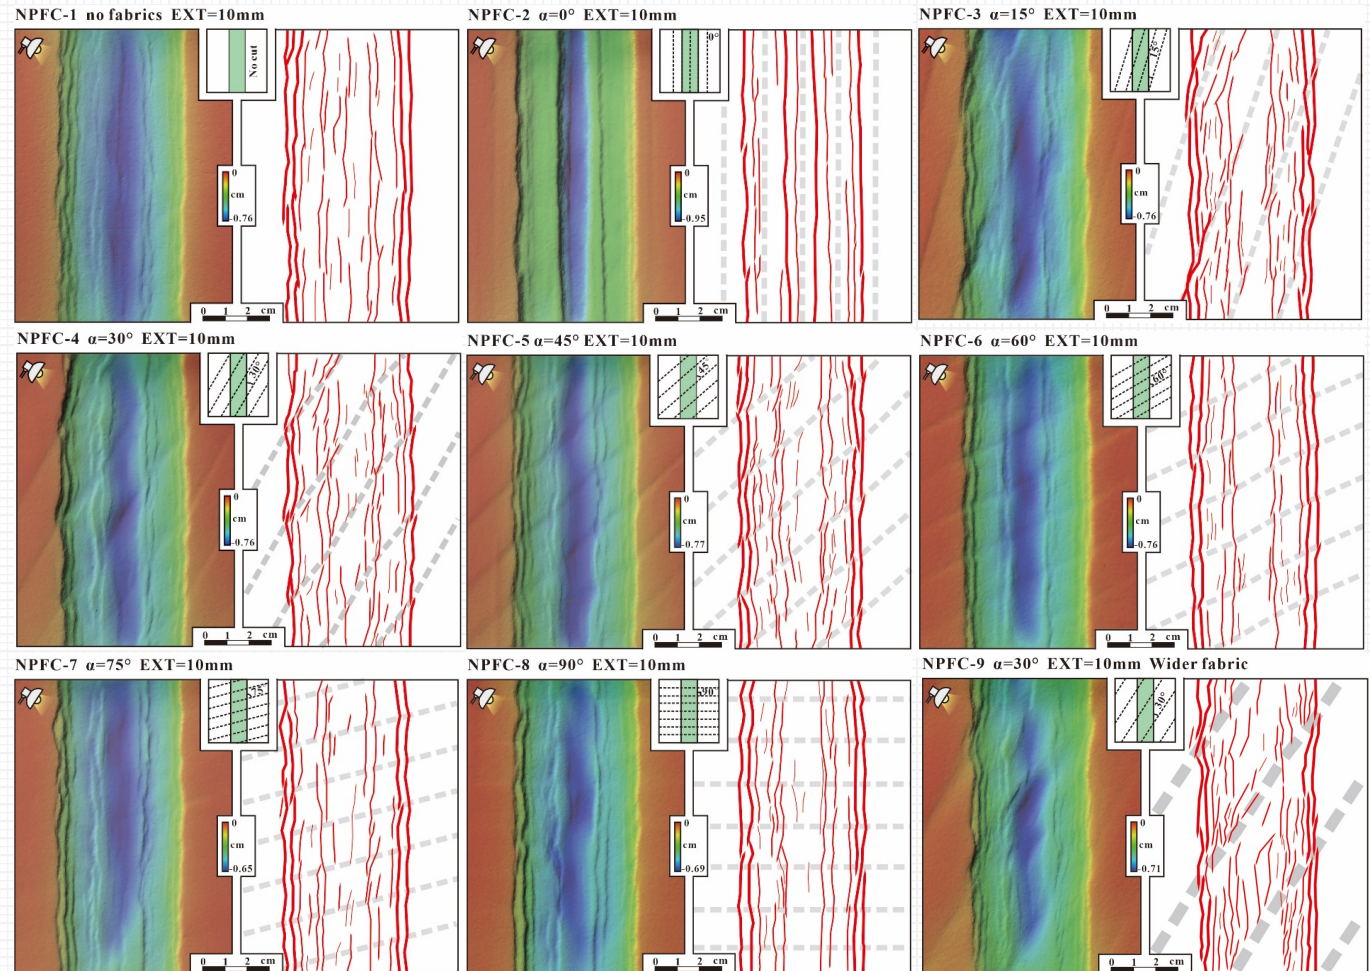 NPFC-1 no fabrics EXT=10mm
No cut
0
cm
-0.76
0 1 2 cm
NPFC-2 α=0° EXT=10mm
0°
0
cm
-0.95
0 1 2 cm
NPFC-3 α=15° EXT=10mm
15°
0
cm
-0.76
0 1 2 cm
NPFC-4 α=30° EXT=10mm
30°
0
cm
-0.76
0 1 2 cm
NPFC-5 α=45° EXT=10mm
45°
0
cm
-0.77
0 1 2 cm
NPFC-6 α=60° EXT=10mm
60°
0
cm
-0.76
0 1 2 cm
NPFC-7 α=75° EXT=10mm
75°
0
cm
-0.65
0 1 2 cm
NPFC-8 α=90° EXT=10mm
90°
0
cm
-0.69
0 1 2 cm
NPFC-9 α=30° EXT=10mm Wider fabric
30°
0
cm
-0.71
0 1 2 cm